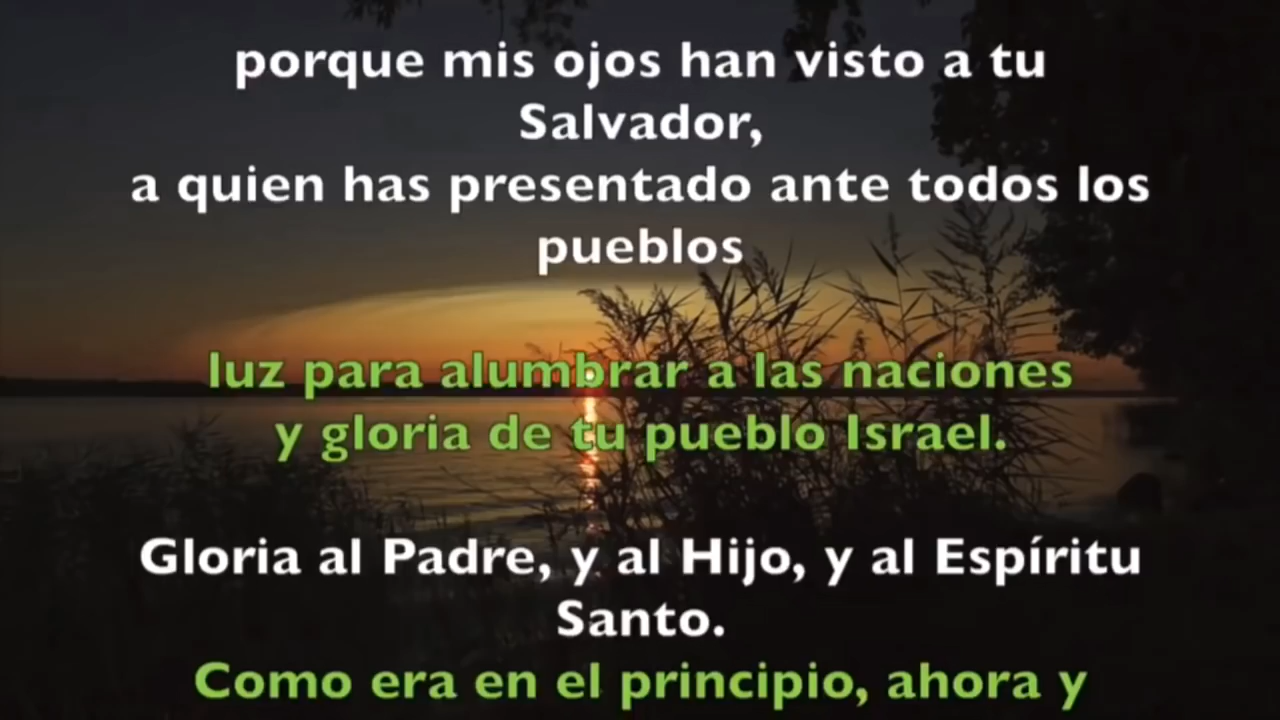 porque mis ojos han visto a tu
Salvador,
a quien has presentado ante todos los
pueblos
luz para alumbrar a las naciones
y gloria de tu pueblo Israel.
Gloria al Padre, y al Hijo, y al Espíritu
Santo.
Como era en el principio, ahora y